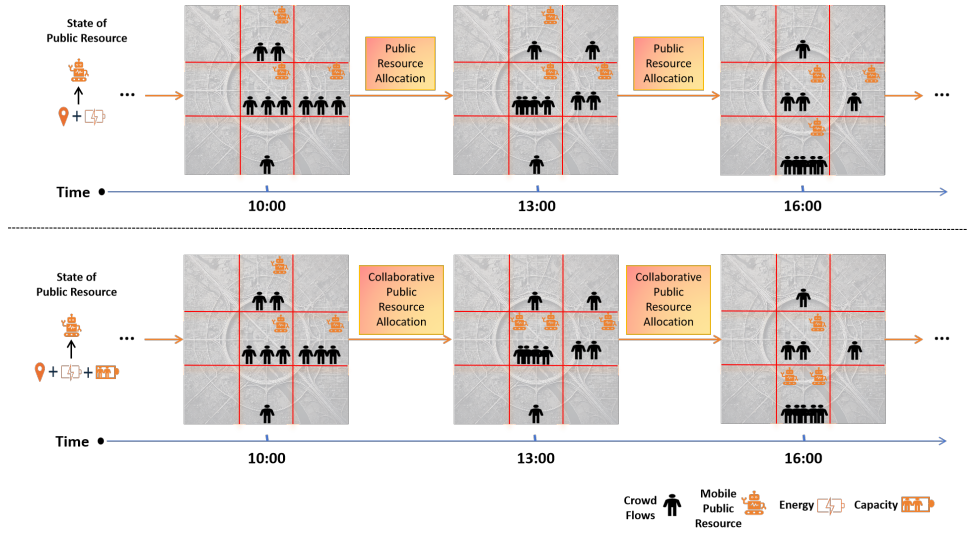 State of
Public Resource
+
...
Public
Resource
Allocation
Public
Resource
Allocation
...
Time
10:00
13:00
16:00
State of
Public Resource
+ +
...
Collaborative
Public
Resource
Allocation
Collaborative
Public
Resource
Allocation
...
Time
10:00
13:00
16:00
Crowd
Flows
Mobile
Public
Resource
Energy
Capacity